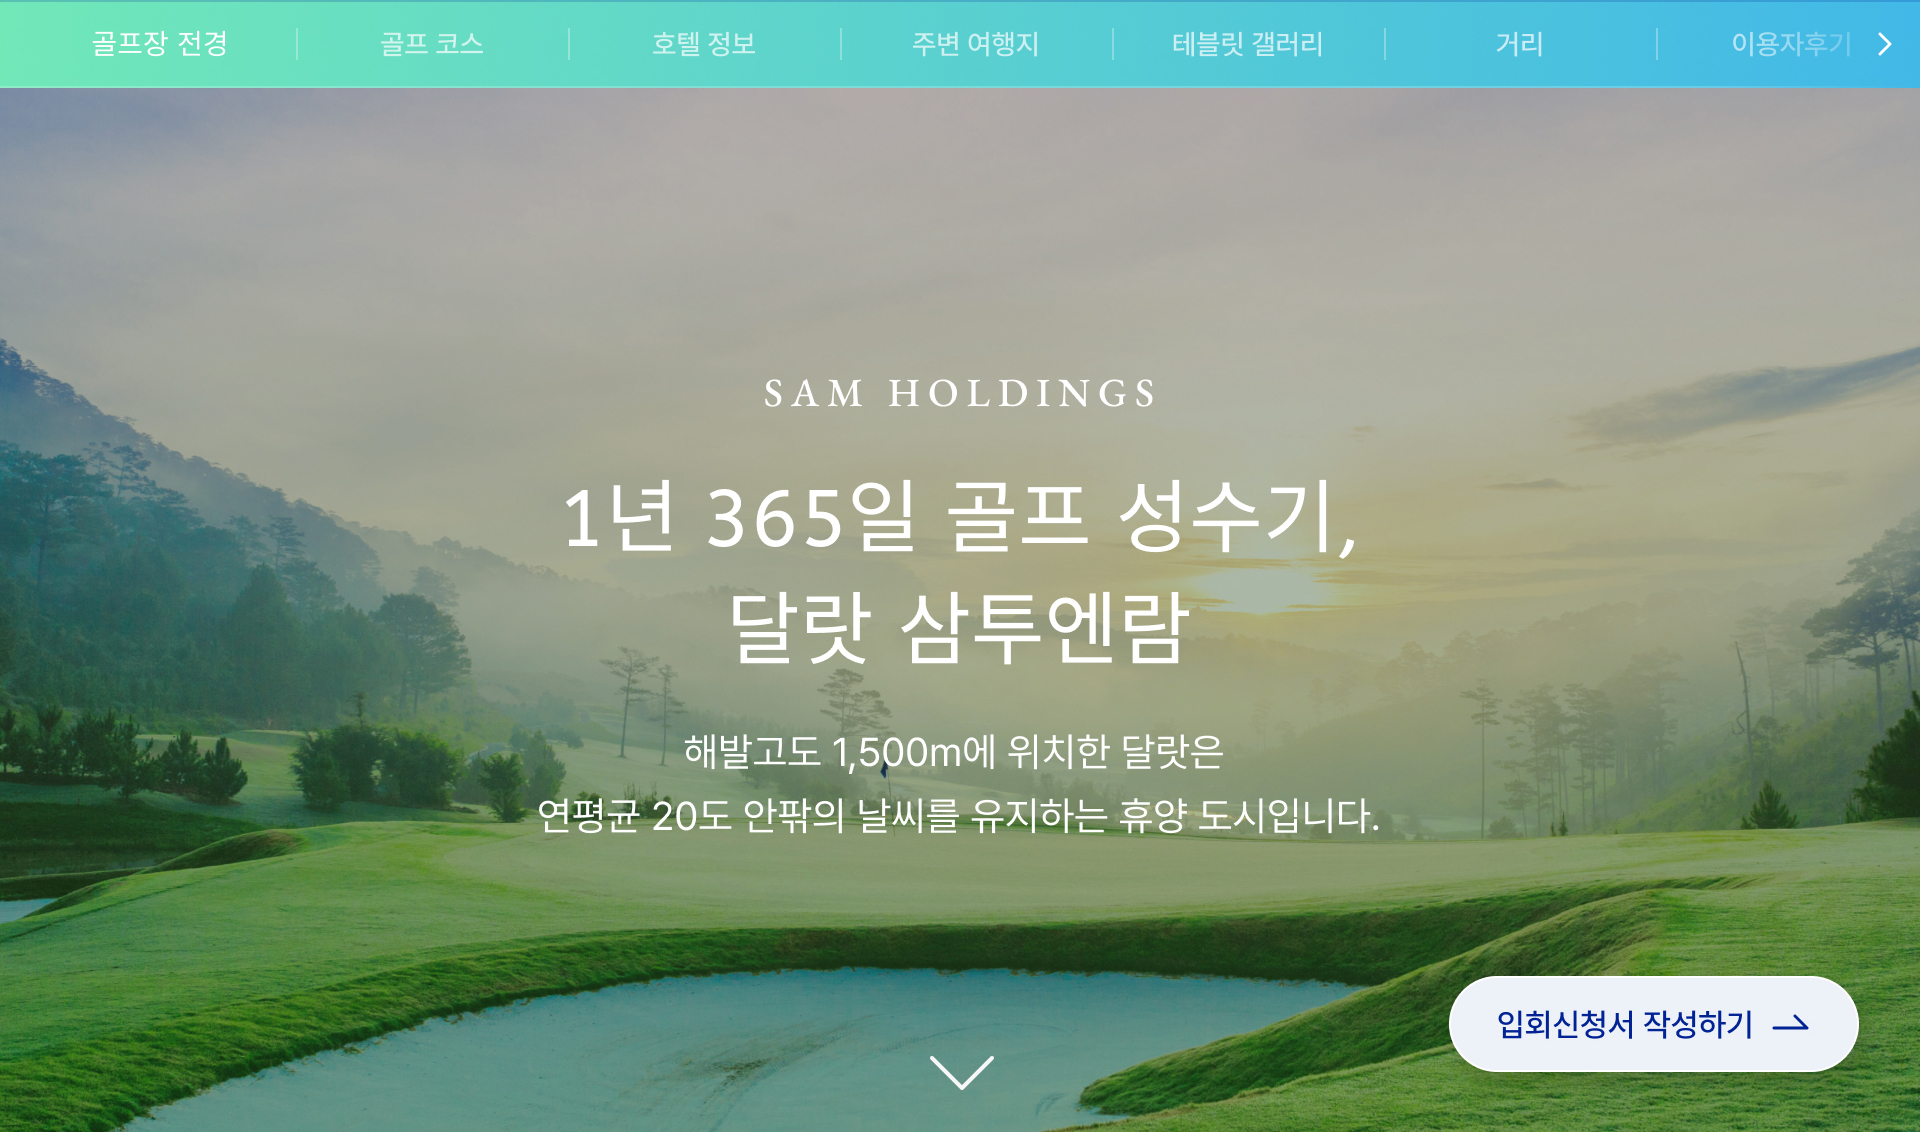 골프장 전경
골프 코스
호텔 정보
주변 여행지
테블릿 갤러리
거리
이용자후기
SAM HOLDINGS
1년 365일 골프 성수기,
달랏 삼투엔람
해발고도 1,500m에 위치한 달랏은
연평균 20도 안팎의 날씨를 유지하는 휴양 도시입니다.
입회신청서 작성하기